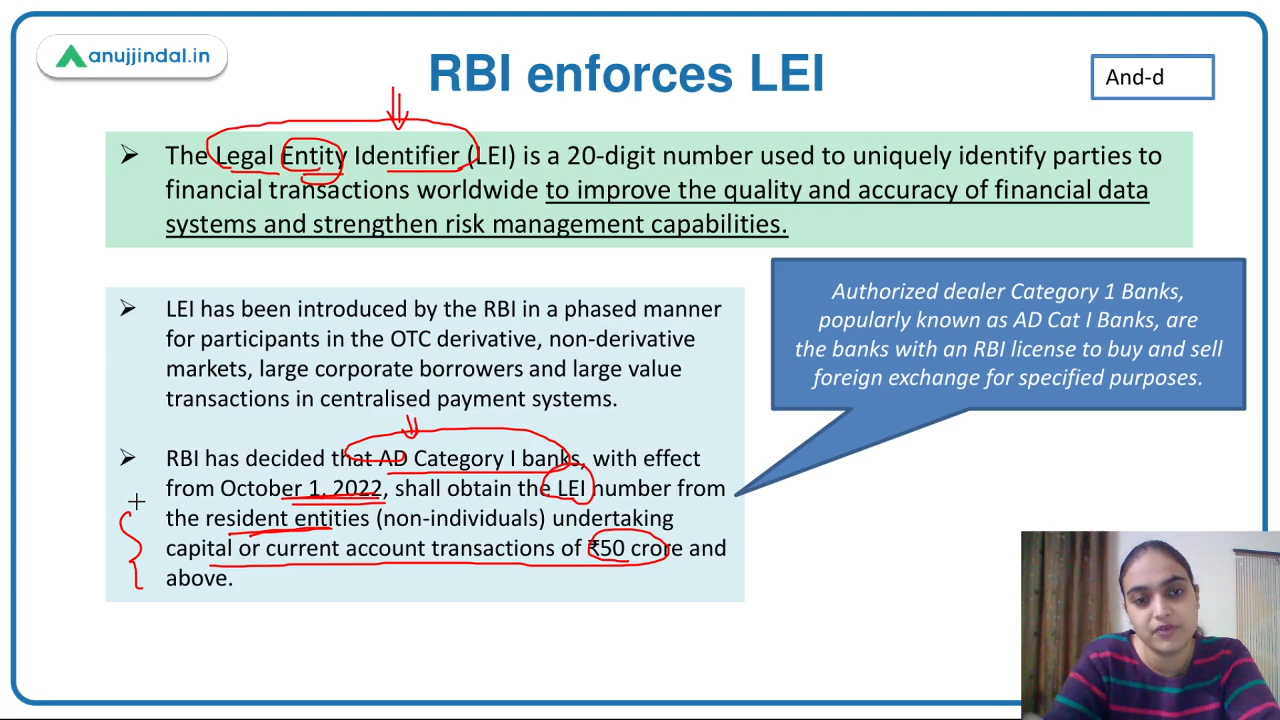 anujjindal.in
RBI enforces LEI
And-d
The Legal Entity Identifier (LEI) is a 20-digit number used to uniquely identify parties to
financial transactions worldwide to improve the quality and accuracy of financial data
systems and strengthen risk management capabilities.
LEI has been introduced by the RBI in a phased manner
for participants in the OTC derivative, non-derivative
markets, large corporate borrowers and large value
transactions in centralised payment systems.
RBI has decided that AD Category I banks, with effect
from October 1, 2022, shall obtain the LEI number from
the resident entities (non-individuals) undertaking
capital or current account transactions of ₹50 crore and
above.
Authorized dealer Category 1 Banks,
popularly known as AD Cat I Banks, are
the banks with an RBI license to buy and sell
foreign exchange for specified purposes.